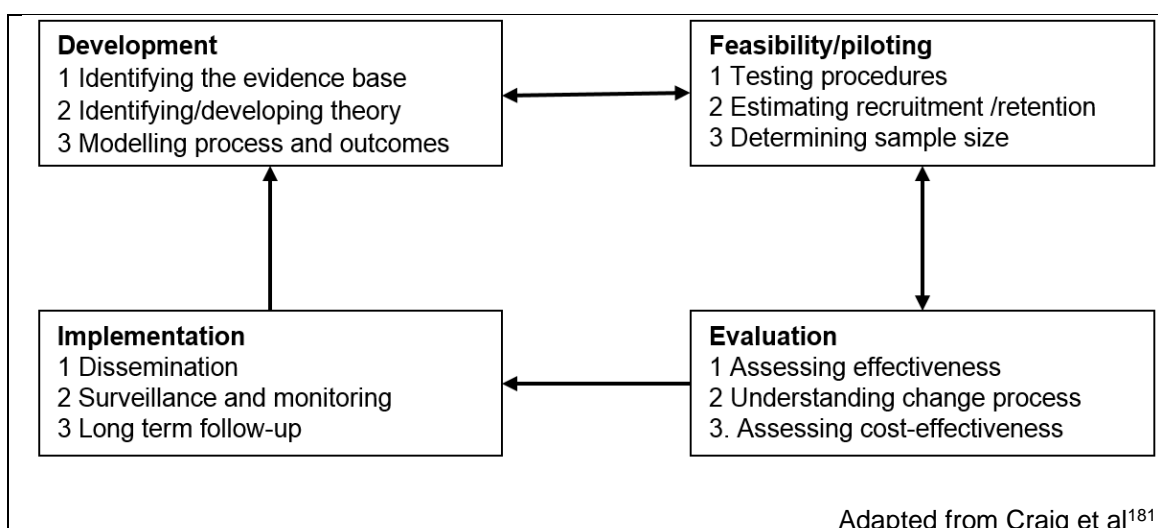 Development
1 Identifying the evidence base
2 Identifying/developing theory
3 Modelling process and outcomes
Feasibility/piloting
1 Testing procedures
2 Estimating recruitment /retention
3 Determining sample size
Implementation
1 Dissemination
2 Surveillance and monitoring
3 Long term follow-up
Evaluation
1 Assessing effectiveness
2 Understanding change process
3. Assessing cost-effectiveness
Adapted from Craig et al¹⁸¹